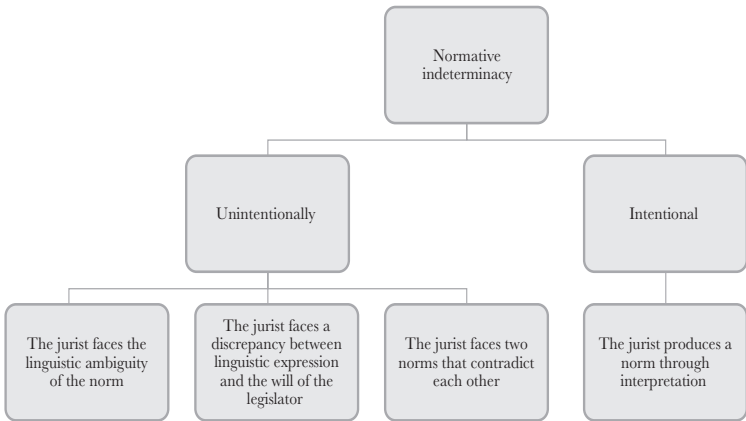 Normative
indeterminacy
Unintentionally
Intentional
The jurist faces the
linguistic ambiguity
of the norm
The jurist faces a
discrepancy between
linguistic expression
and the will of the
legislator
The jurist faces two
norms that contradict
each other
The jurist produces a
norm through
interpretation